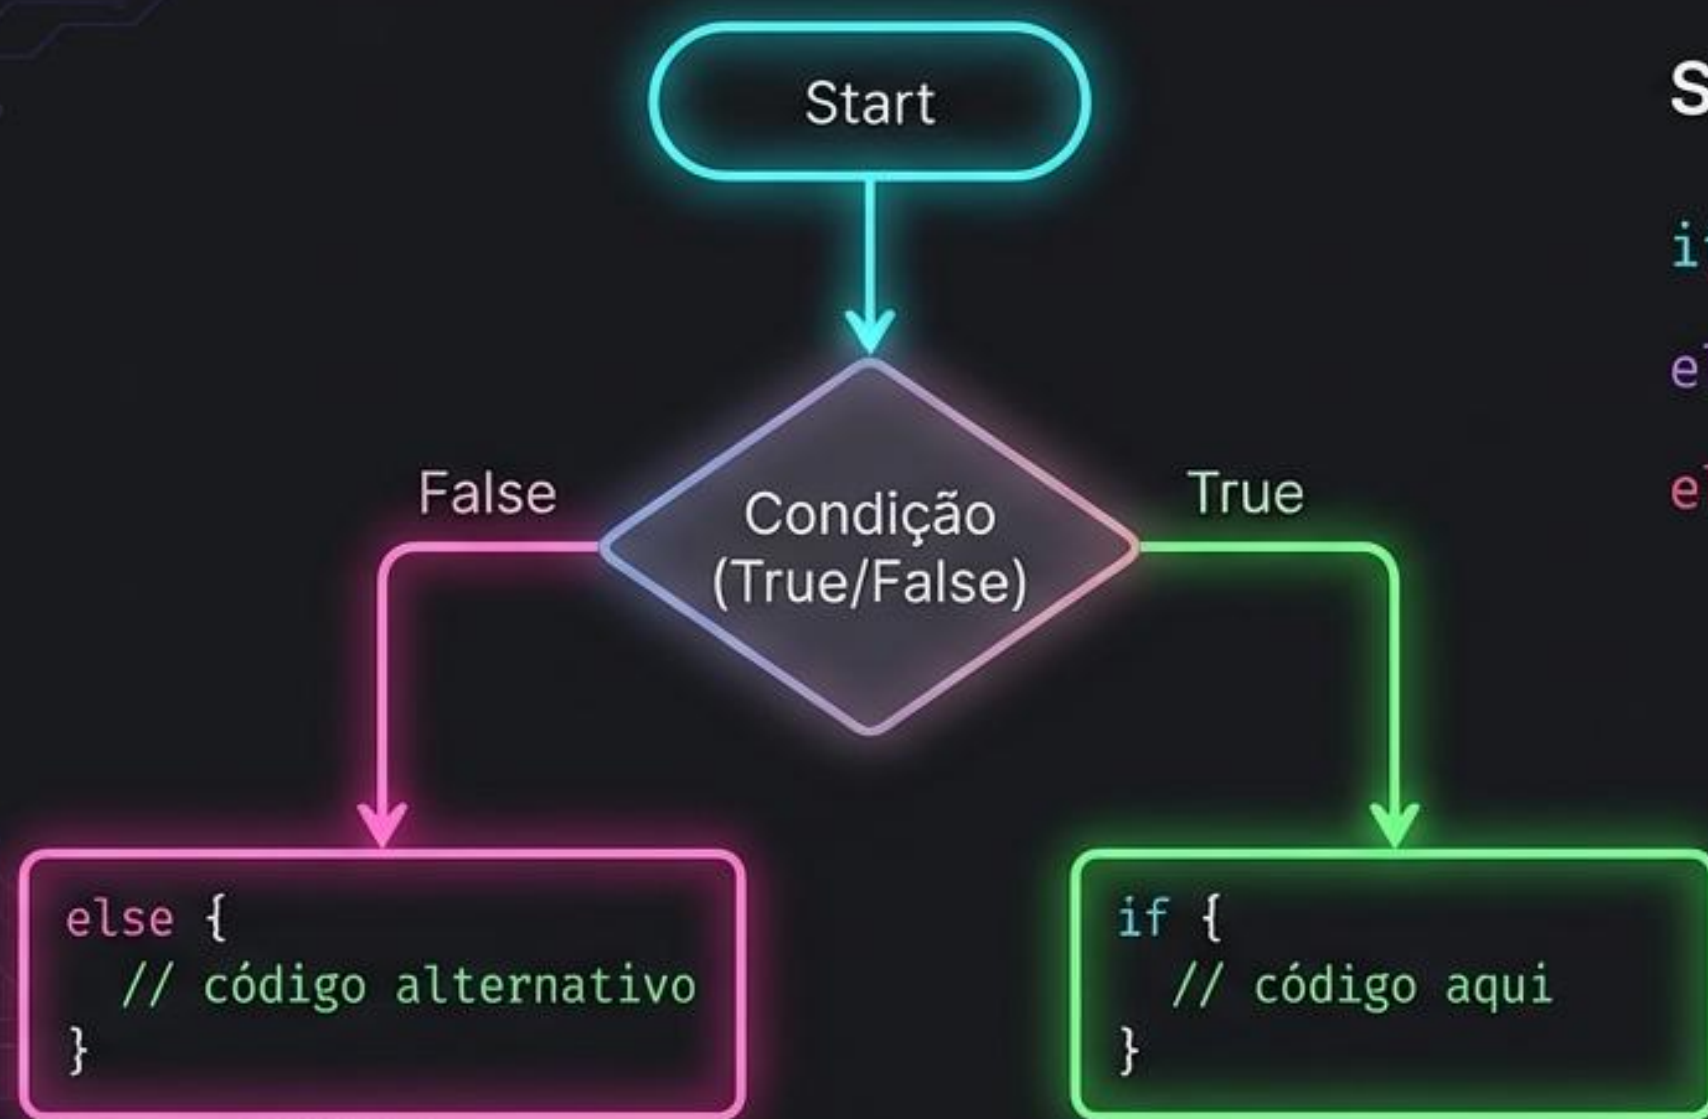 Start
False
Condição
(True/False)
True
else {
// código alternativo
}
if {
// código aqui
}